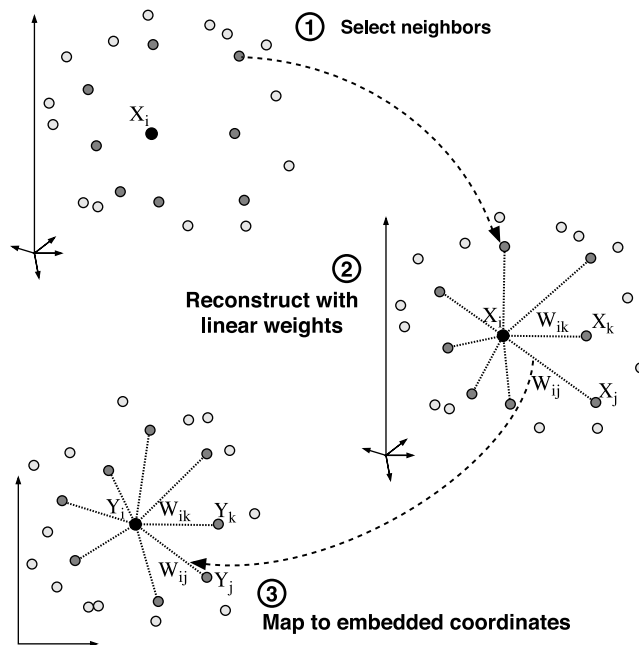 1 Select neighbors
X_i
2
Reconstruct with
linear weights
X_i
W_ik X_k
W_ij X_j
Y_i W_ik Y_k
W_ij Y_j
3
Map to embedded coordinates